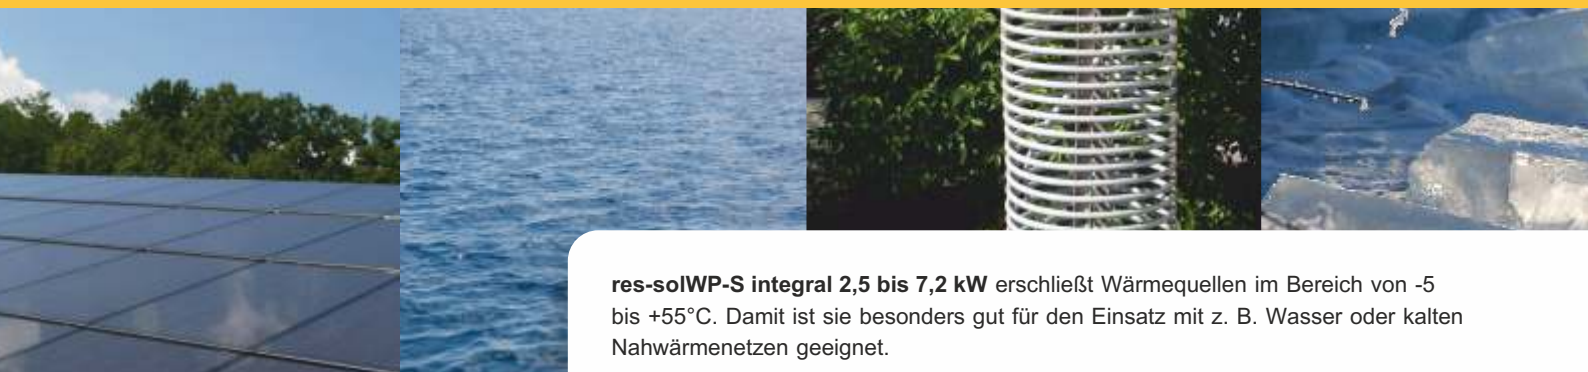 res-solWP-S integral 2,5 bis 7,2 kW erschließt Wärmequellen im Bereich von -5
bis +55°C. Damit ist sie besonders gut für den Einsatz mit z. B. Wasser oder kalten
Nahwärmenetzen geeignet.